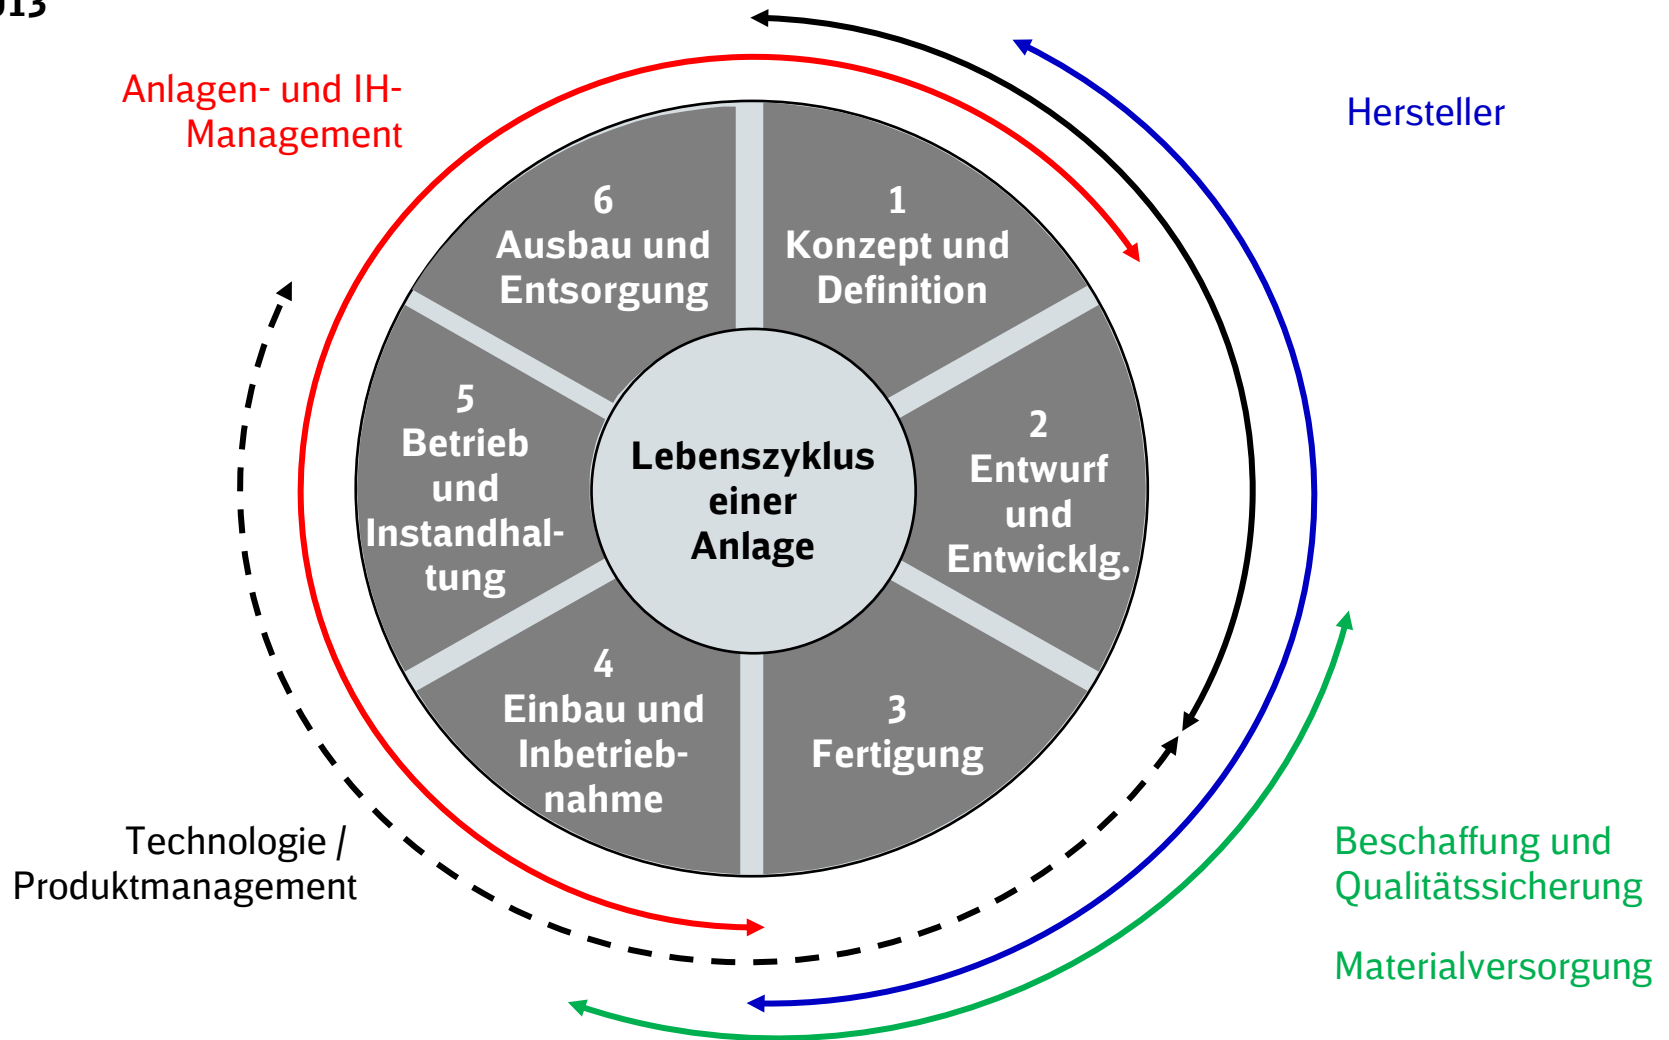 Anlagen- und IH-
Management
Hersteller
6
Ausbau und
Entsorgung
1
Konzept und
Definition
5
Betrieb
und
Instandhal-
tung
Lebenszyklus
einer
Anlage
2
Entwurf
und
Entwicklg.
4
Einbau und
Inbetrieb-
nahme
3
Fertigung
Technologie /
Produktmanagement
Beschaffung und
Qualitätssicherung
Materialversorgung